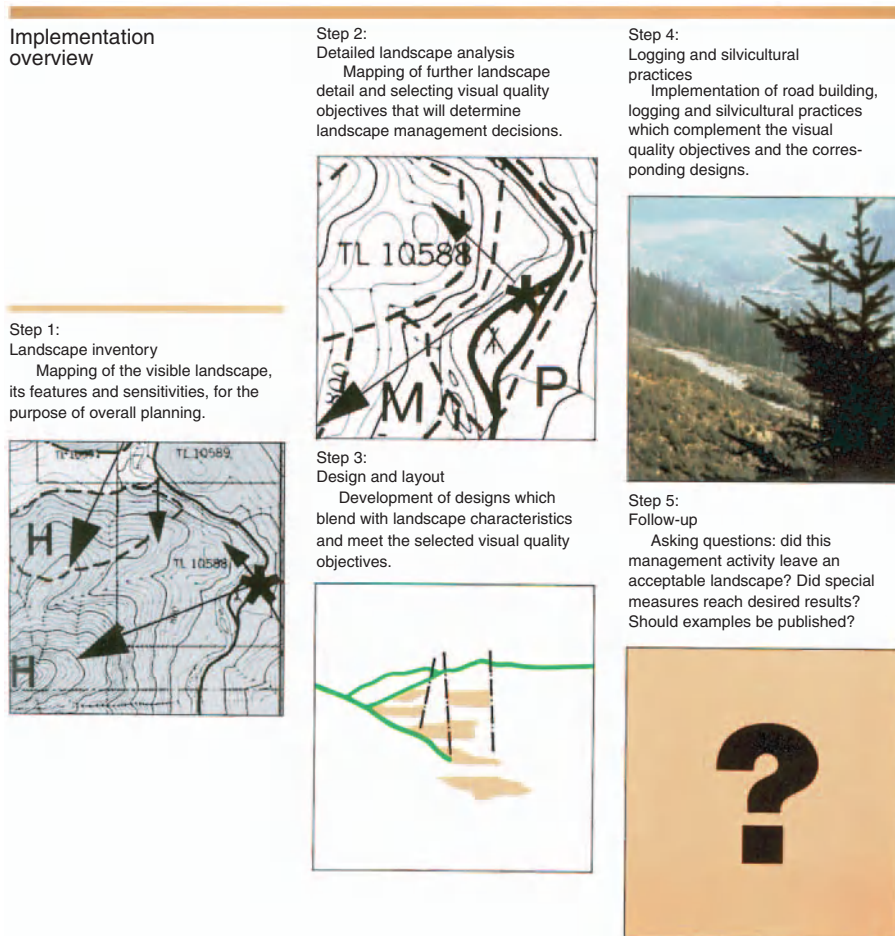 Implementation
overview
Step 1:
Landscape inventory
Mapping of the visible landscape,
its features and sensitivities, for the
purpose of overall planning.
H
TL 10589
TL 10588
H
Step 2:
Detailed landscape analysis
Mapping of further landscape
detail and selecting visual quality
objectives that will determine
landscape management decisions.
TL 10588
800
M
P
Step 3:
Design and layout
Development of designs which
blend with landscape characteristics
and meet the selected visual quality
objectives.
Step 4:
Logging and silvicultural
practices
Implementation of road building,
logging and silvicultural practices
which complement the visual
quality objectives and the corres-
ponding designs.
Step 5:
Follow-up
Asking questions: did this
management activity leave an
acceptable landscape? Did special
measures reach desired results?
Should examples be published?
?